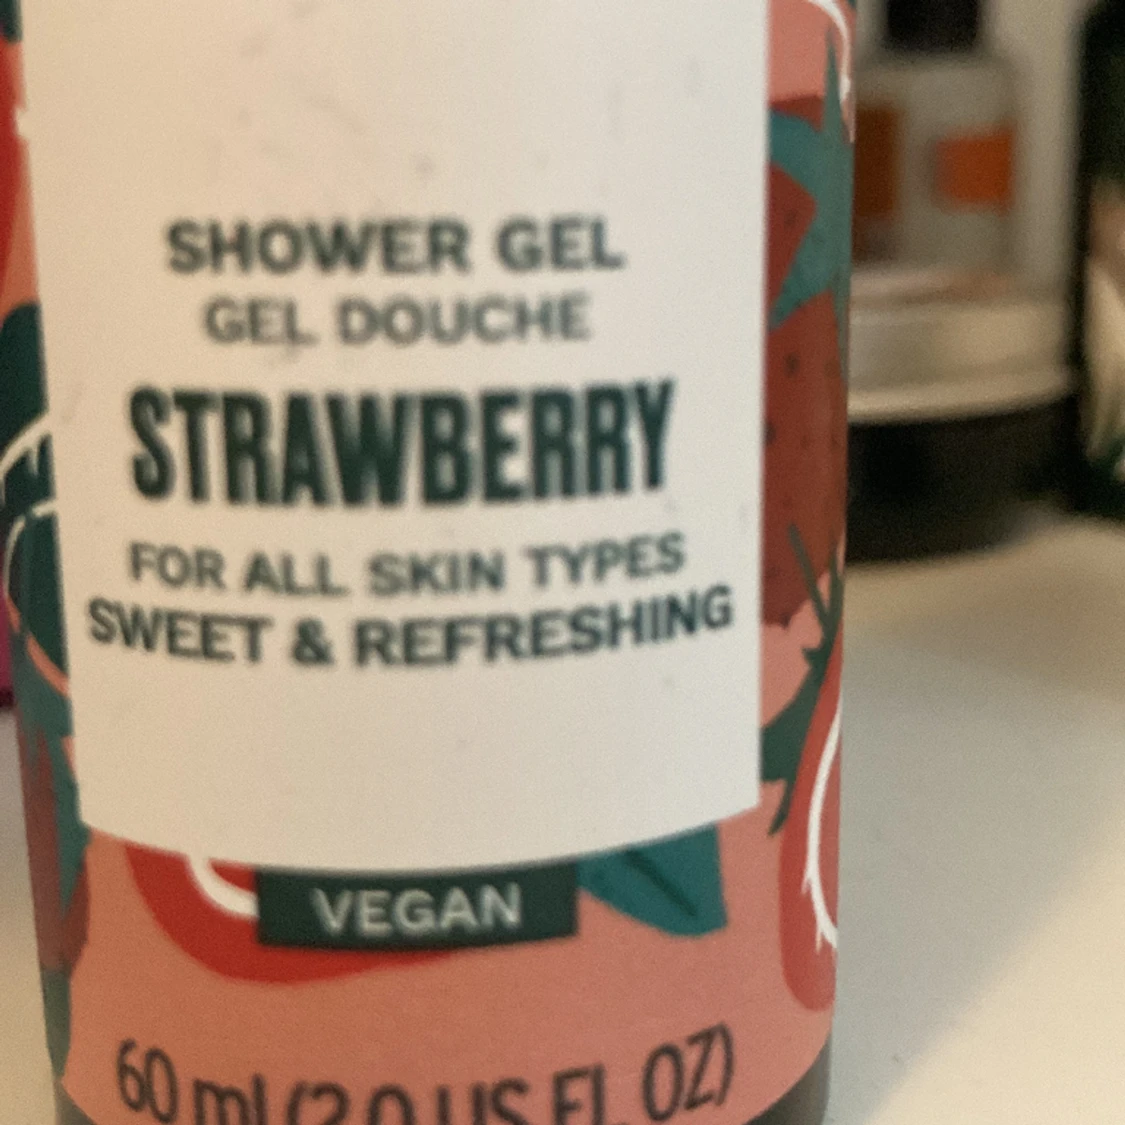 SHOWER GEL
GEL DOUCHE
STRAWBERRY
FOR ALL SKIN TYPES
SWEET & REFRESHING
VEGAN
60 ml (2.0 US FL OZ)